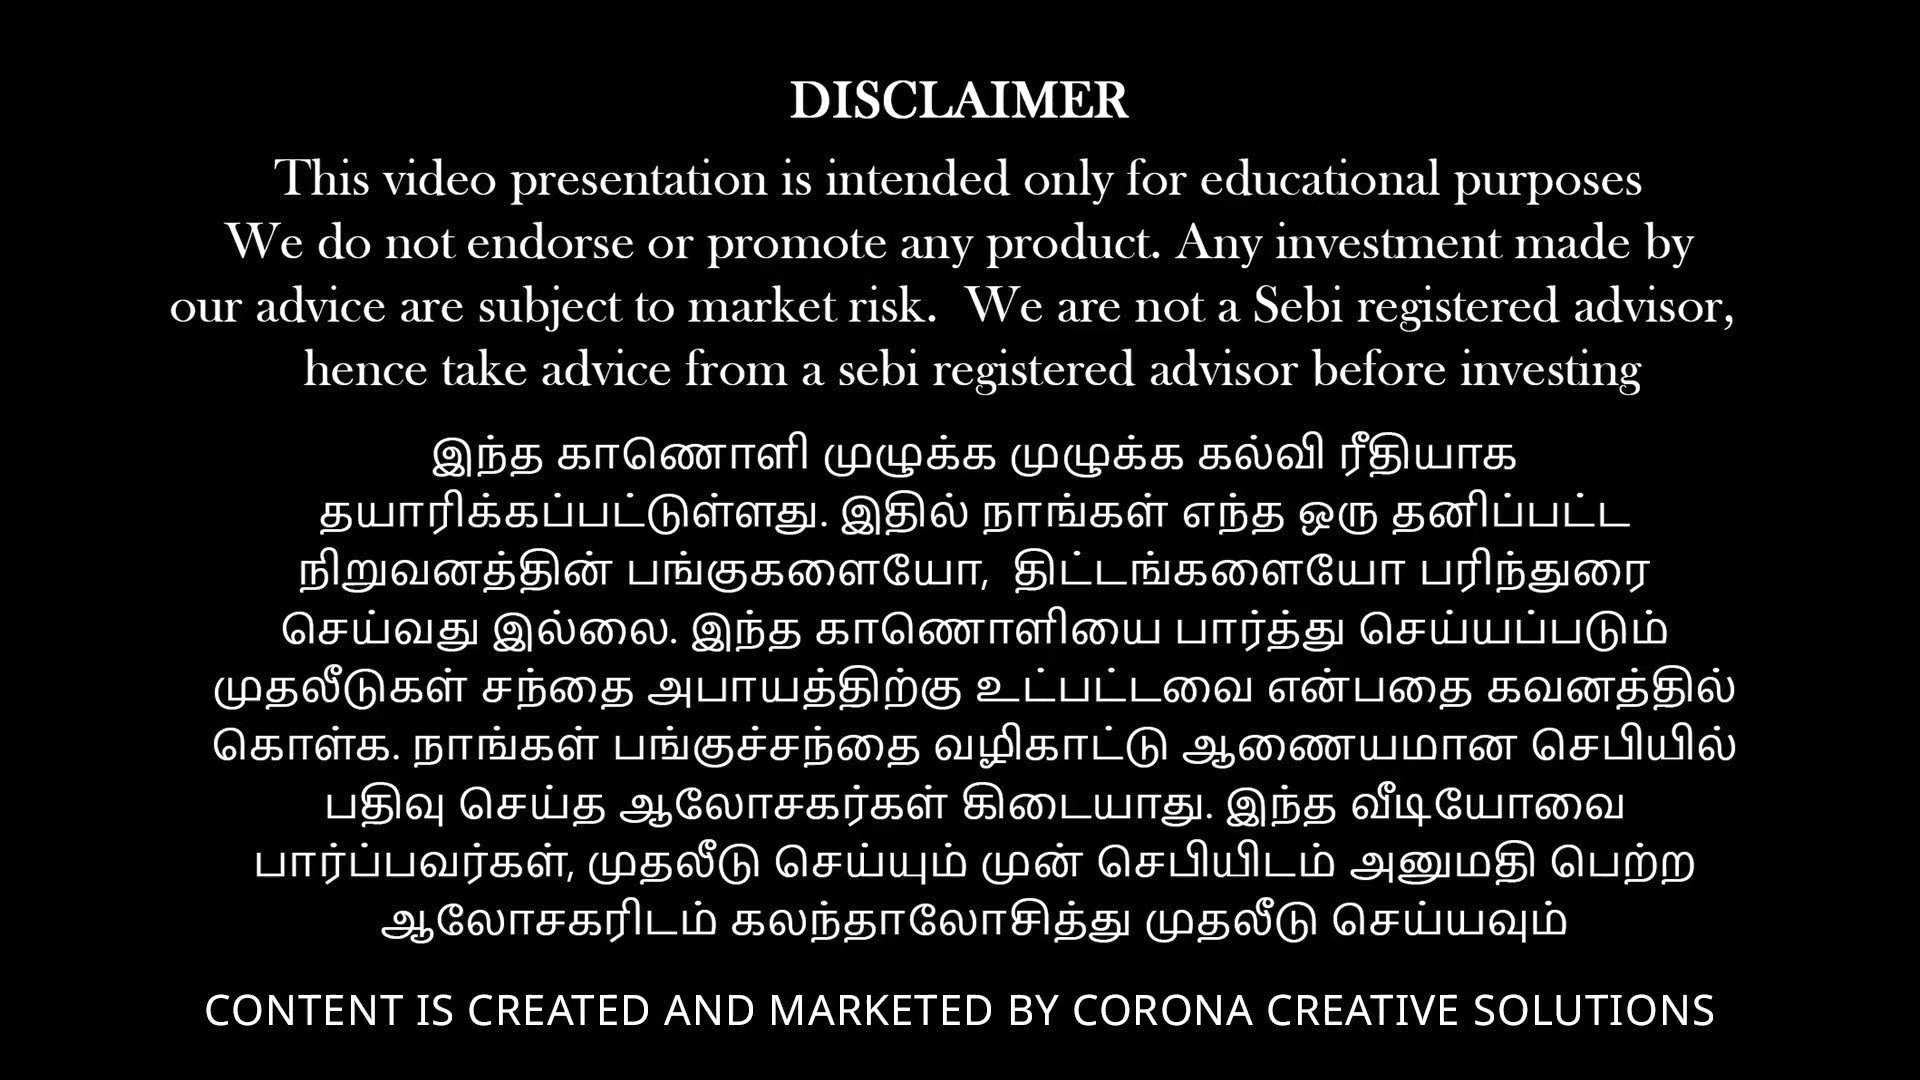 DISCLAIMER
This video presentation is intended only for educational purposes
We do not endorse or promote any product. Any investment made by
our advice are subject to market risk.  We are not a Sebi registered advisor,
hence take advice from a sebi registered advisor before investing
இந்த காணொளி முழுக்க முழுக்க கல்வி ரீதியாக
தயாரிக்கப்பட்டுள்ளது. இதில் நாங்கள் எந்த ஒரு தனிப்பட்ட
நிறுவனத்தின் பங்குகளையோ,  திட்டங்களையோ பரிந்துரை
செய்வது இல்லை. இந்த காணொளியை பார்த்து செய்யப்படும்
முதலீடுகள் சந்தை அபாயத்திற்கு உட்பட்டவை என்பதை கவனத்தில்
கொள்க. நாங்கள் பங்குச்சந்தை வழிகாட்டு ஆணையமான செபியில்
பதிவு செய்த ஆலோசகர்கள் கிடையாது. இந்த வீடியோவை
பார்ப்பவர்கள், முதலீடு செய்யும் முன் செபியிடம் அனுமதி பெற்ற
ஆலோசகரிடம் கலந்தாலோசித்து முதலீடு செய்யவும்
CONTENT IS CREATED AND MARKETED BY CORONA CREATIVE SOLUTIONS